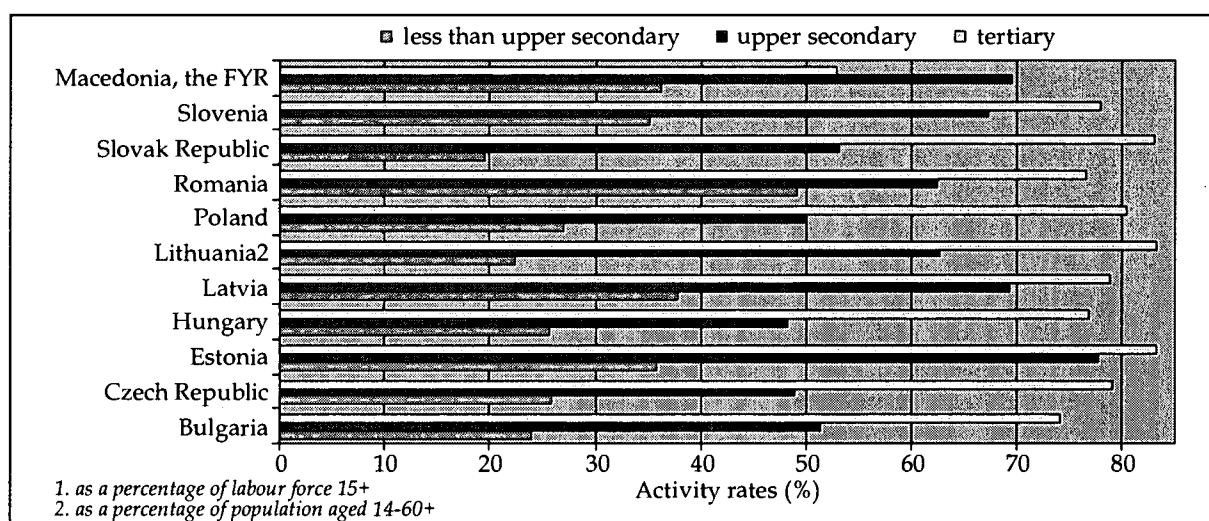 less than upper secondary upper secondary tertiary
Macedonia, the FYR
Slovenia
Slovak Republic
Romania
Poland
Lithuania2
Latvia
Hungary
Estonia
Czech Republic
Bulgaria
0 10 20 30 40 50 60 70 80
Activity rates (%)
1. as a percentage of labour force 15+
2. as a percentage of population aged 14-60+